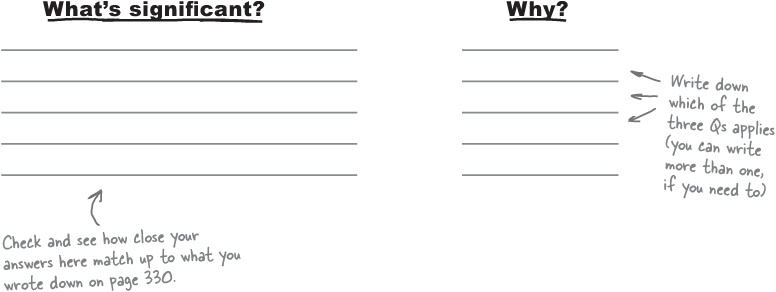 What's significant?
Why?
Write down
which of the
three Qs applies
(you can write
more than one,
if you need to)
Check and see how close your
answers here match up to what you
wrote down on page 330.